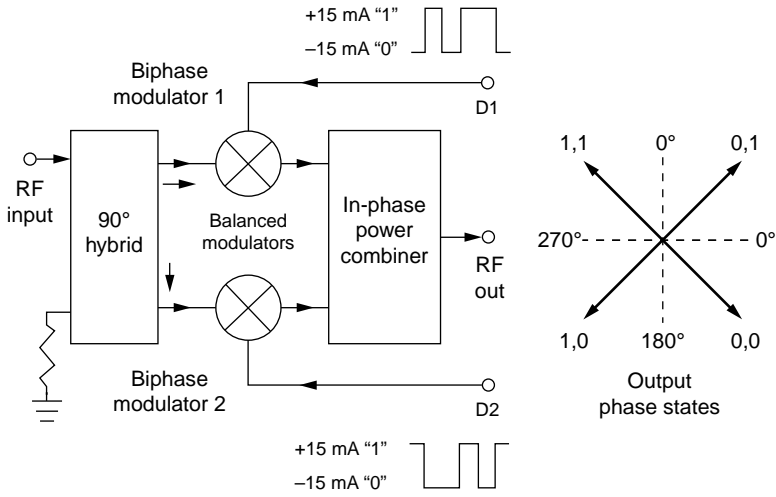 +15 mA “1”
–15 mA “0”
Biphase
modulator 1
D1
RF
input
90°
hybrid
Balanced
modulators
In-phase
power
combiner
RF
out
Biphase
modulator 2
D2
+15 mA “1”
–15 mA “0”
1,1
0°
0,1
270°
0°
1,0
180°
0,0
Output
phase states